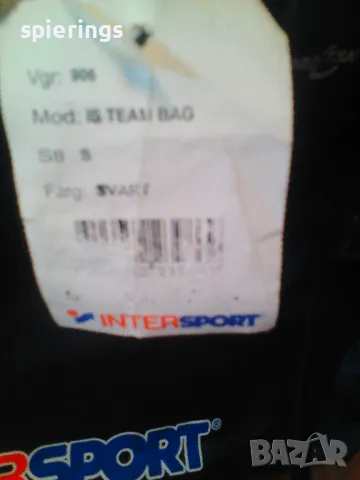 spierings
Vgr: 906
Mod: IS TEAM BAG
Stl S
Färg: SVART
INTERSPORT
RSPORT®
BAZAR